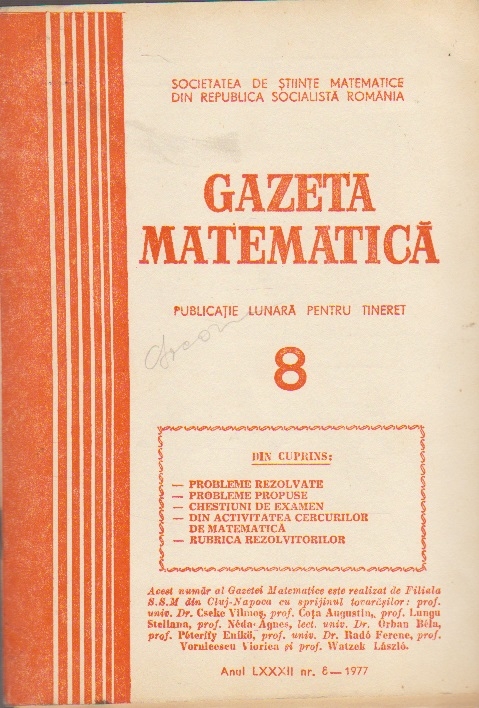 SOCIETATEA DE ȘTIINȚE MATEMATICE
DIN REPUBLICA SOCIALISTĂ ROMÂNIA
GAZETA
MATEMATICĂ
PUBLICAȚIE LUNARĂ PENTRU TINERET
8
DIN CUPRINS:
— PROBLEME REZOLVATE
— PROBLEME PROPUSE
— CHESTIUNI DE EXAMEN
— DIN ACTIVITATEA CERCURILOR
DE MATEMATICĂ
— RUBRICA REZOLVITORILOR
Acest număr al Gazetei Matematice este realizat de Filiala
S.S.M din Cluj-Napoca cu sprijinul tovarășilor: prof.
univ. Dr. Cseke Vilmoș, prof. Coța Augustin, prof. Lungu
Steliana, prof. Néda-Ágnes, lect. univ. Dr. Orban Béla,
prof. Péterffy Enikő, prof. univ. Dr. Radó Ferenc, prof.
Vornicescu Viorica și prof. Watzek László.
Anul LXXXII nr. 8—1977